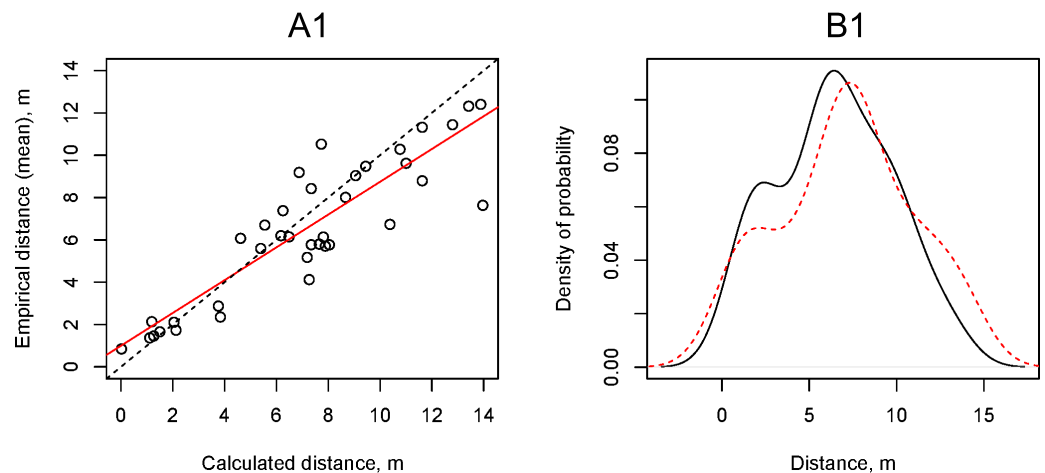 A1
Empirical distance (mean), m
14
12
10
8
6
4
2
0
0 2 4 6 8 10 12 14
Calculated distance, m
B1
Density of probability
0.08
0.04
0.00
0 5 10 15
Distance, m